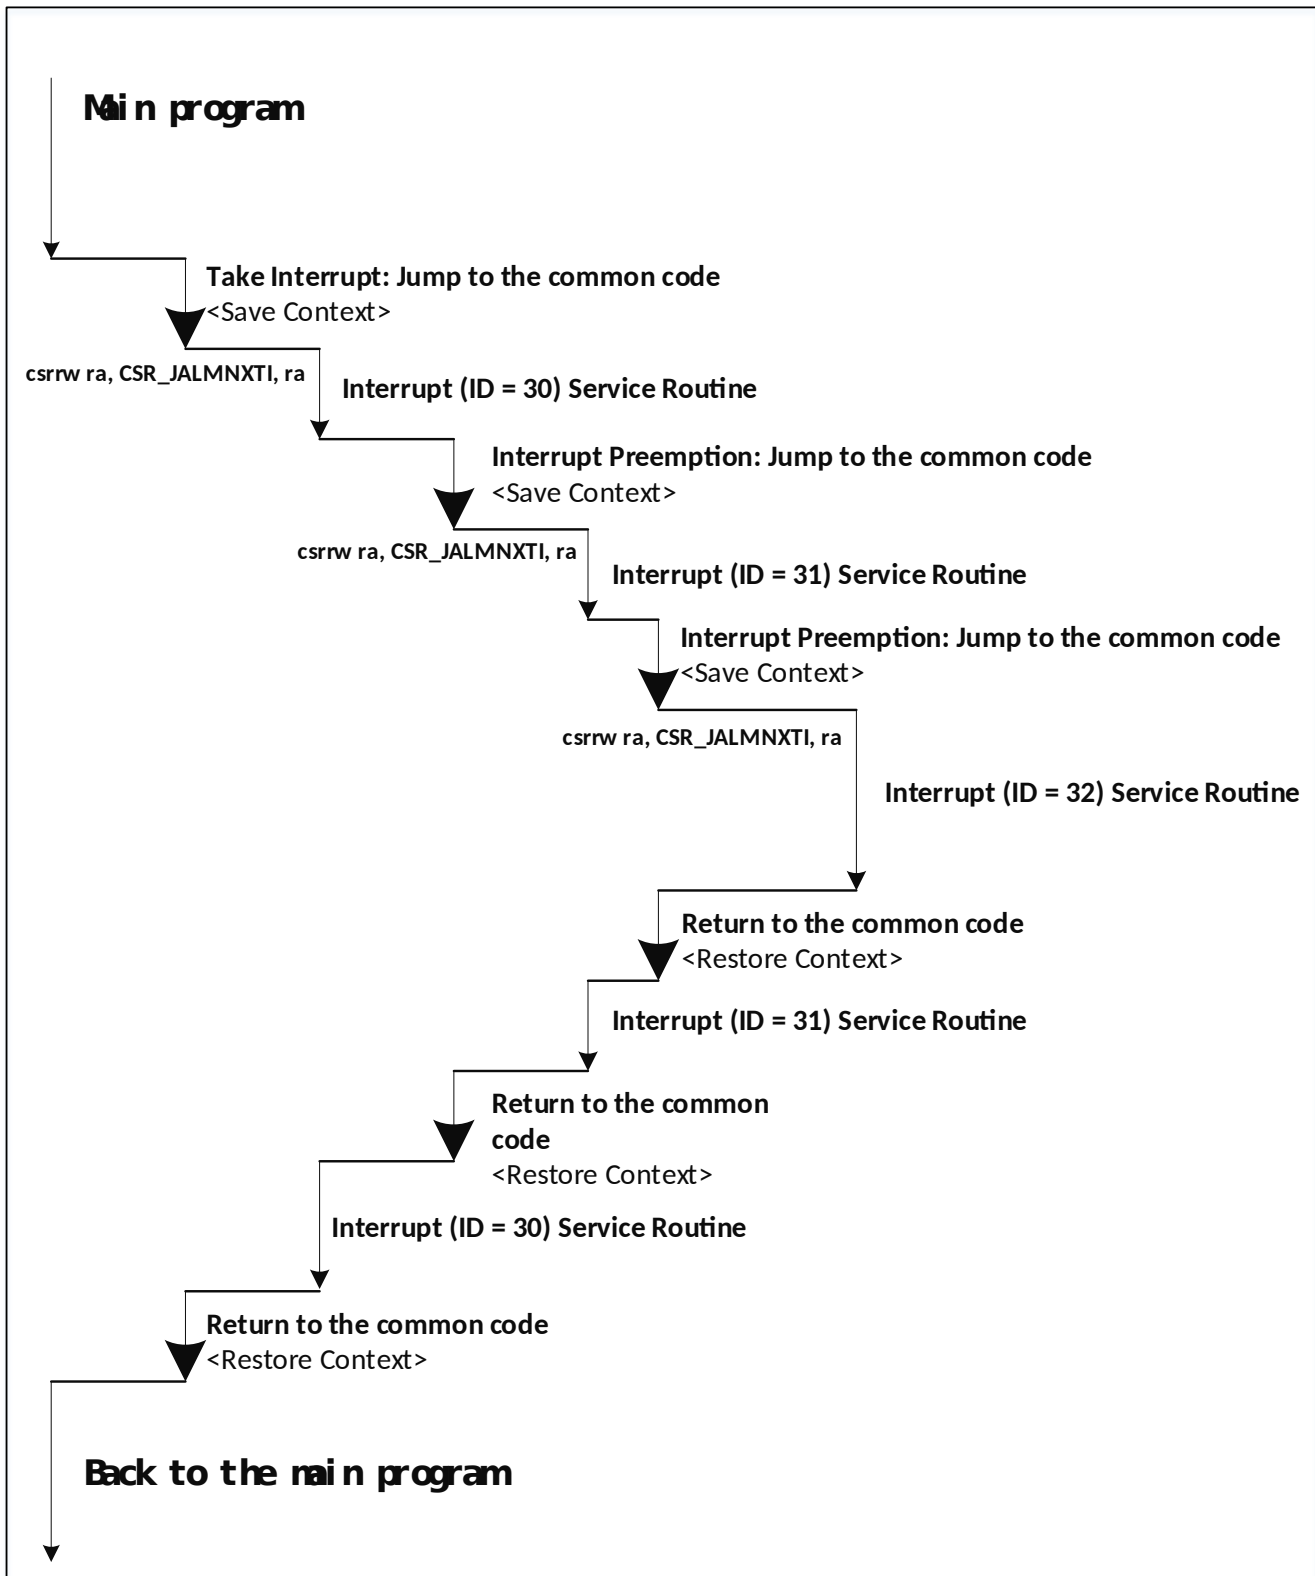 Main program
Take Interrupt: Jump to the common code
<Save Context>
csrrw ra, CSR_JALMNXTI, ra
Interrupt (ID = 30) Service Routine
Interrupt Preemption: Jump to the common code
<Save Context>
csrrw ra, CSR_JALMNXTI, ra
Interrupt (ID = 31) Service Routine
Interrupt Preemption: Jump to the common code
<Save Context>
csrrw ra, CSR_JALMNXTI, ra
Interrupt (ID = 32) Service Routine
Return to the common code
<Restore Context>
Interrupt (ID = 31) Service Routine
Return to the common
code
<Restore Context>
Interrupt (ID = 30) Service Routine
Return to the common code
<Restore Context>
Back to the main program